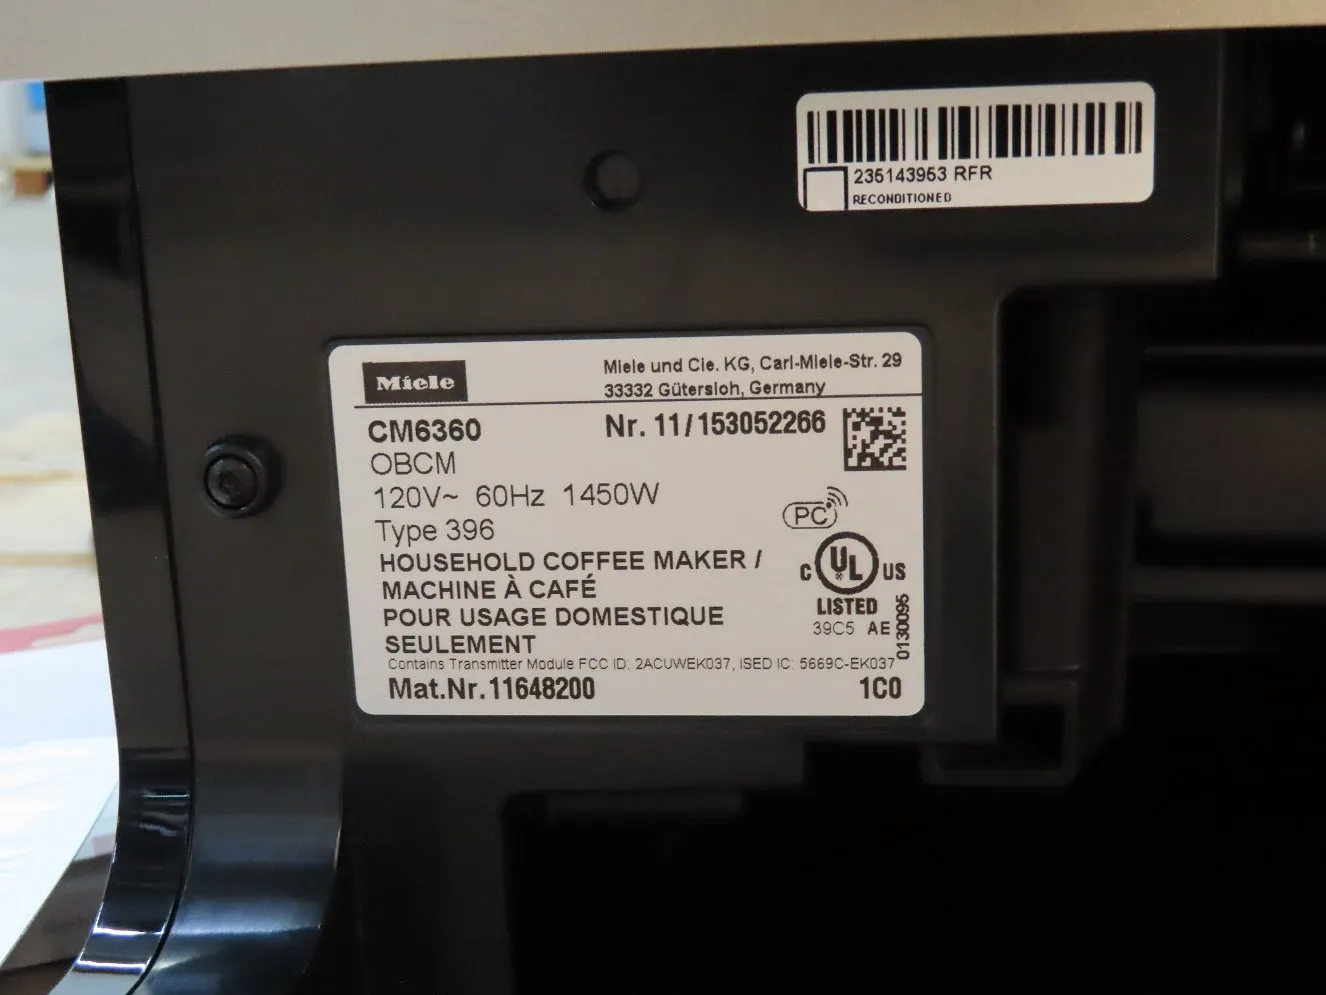 235143953 RFR
RECONDITIONED
Miele
Miele und Cie. KG, Carl-Miele-Str. 29
33332 Gütersloh, Germany
CM6360
Nr. 11/153052266
OBCM
120V~ 60Hz 1450W
Type 396
PC
HOUSEHOLD COFFEE MAKER /
MACHINE À CAFÉ
POUR USAGE DOMESTIQUE
SEULEMENT
C UL US
LISTED
39C5 AE
0130095
Contains Transmitter Module FCC ID: 2ACUWEK037, ISED IC: 5669C-EK037
Mat.Nr.11648200
1C0